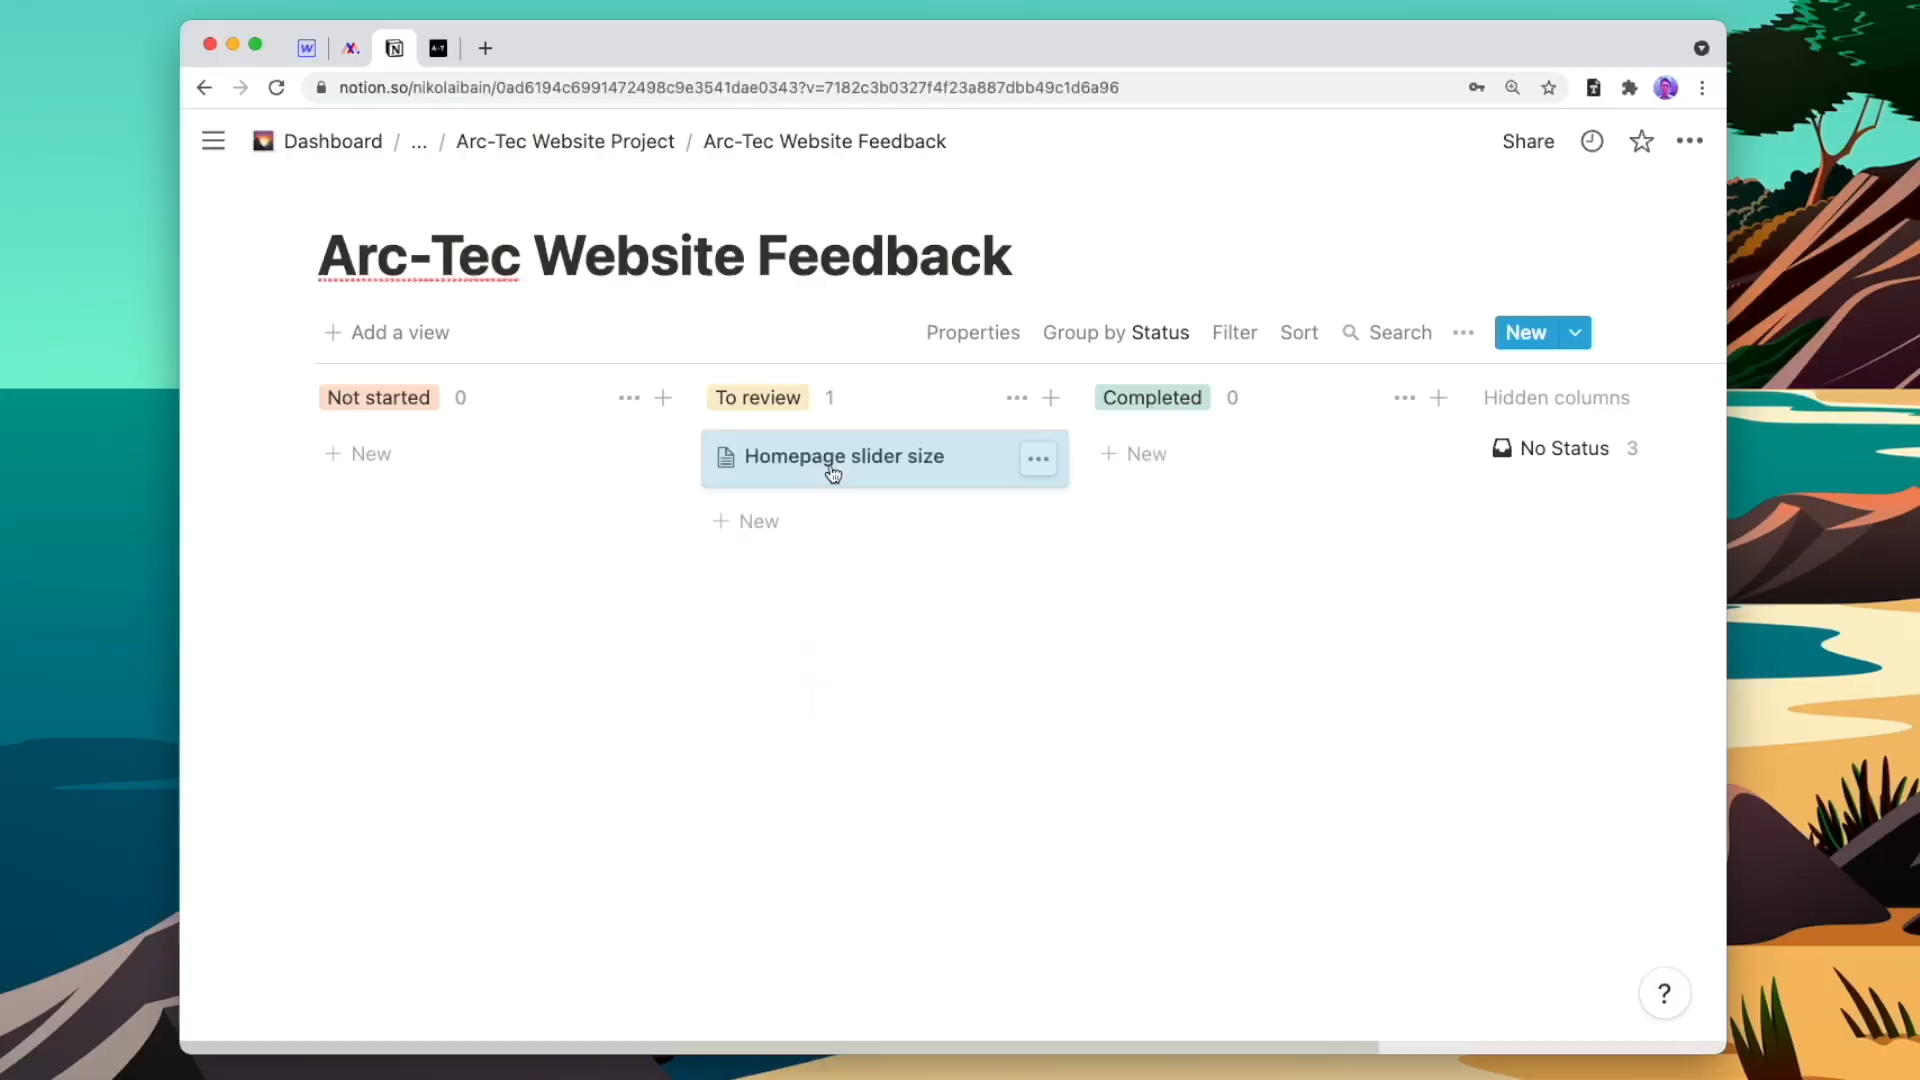 W
N
A-T
notion.so/nikolaibain/0ad6194c6991472498c9e3541dae0343?v=7182c3b0327f4f23a887dbb49c1d6a96
Dashboard / ... / Arc-Tec Website Project / Arc-Tec Website Feedback
Share
Arc-Tec Website Feedback
Add a view
Properties Group by Status Filter Sort Search New
Not started 0 To review 1 Completed 0 Hidden columns
Homepage slider size
New
New
No Status 3
New
?